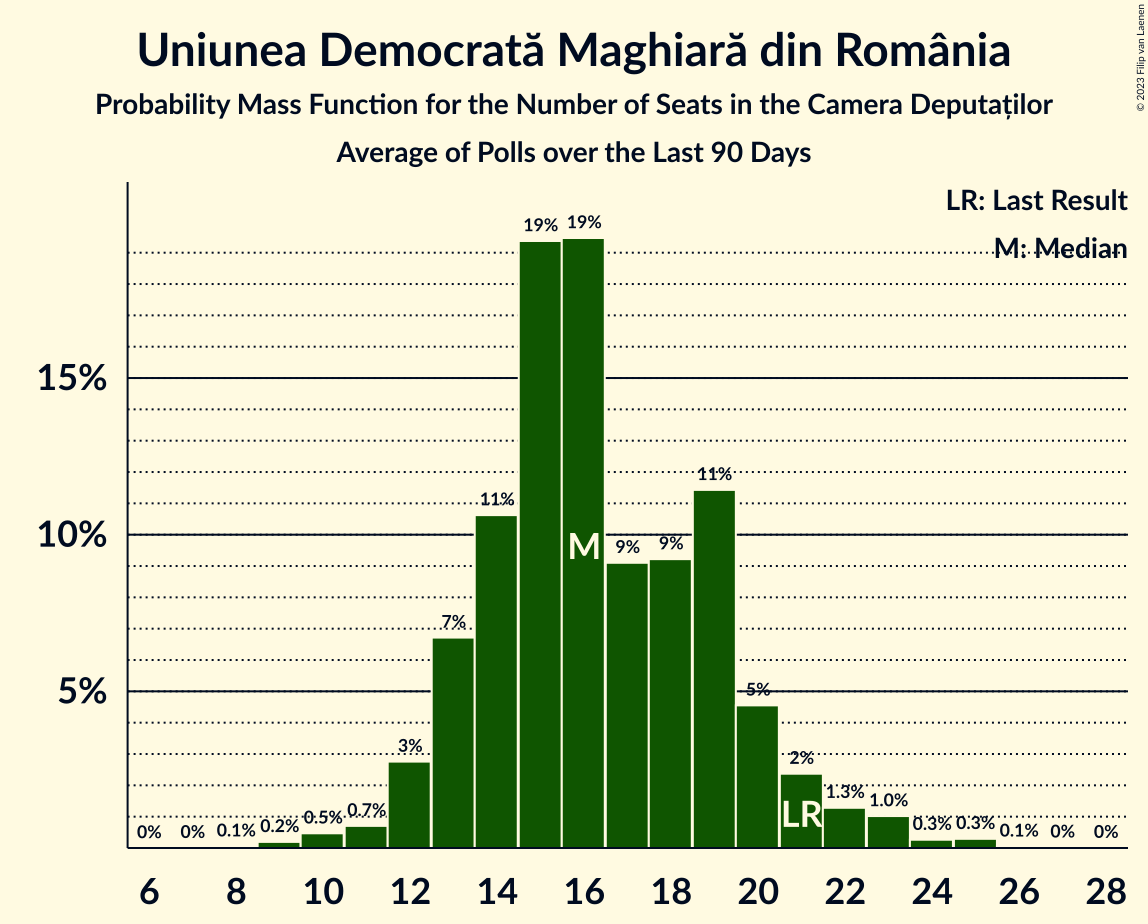 Uniunea Democrată Maghiară din România
Probability Mass Function for the Number of Seats in the Camera Deputaților
Average of Polls over the Last 90 Days
© 2023 Filip van Laenen
LR: Last Result
M: Median
15%
10%
5%
0% 0% 0.1% 0.2% 0.5% 0.7% 3% 7% 11% 19% 19% 9% 9% 11% 5% 2% 1.3% 1.0% 0.3% 0.3% 0.1% 0% 0%
M
LR
6 8 10 12 14 16 18 20 22 24 26 28